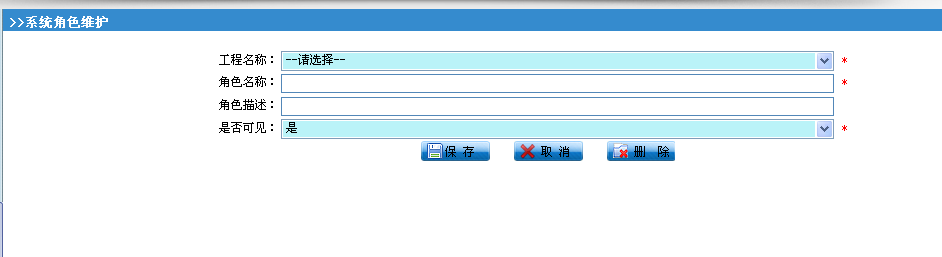 >>系统角色维护
工程名称： --请选择-- *
角色名称： *
角色描述：
是否可见： 是 *
保 存 取 消 删 除